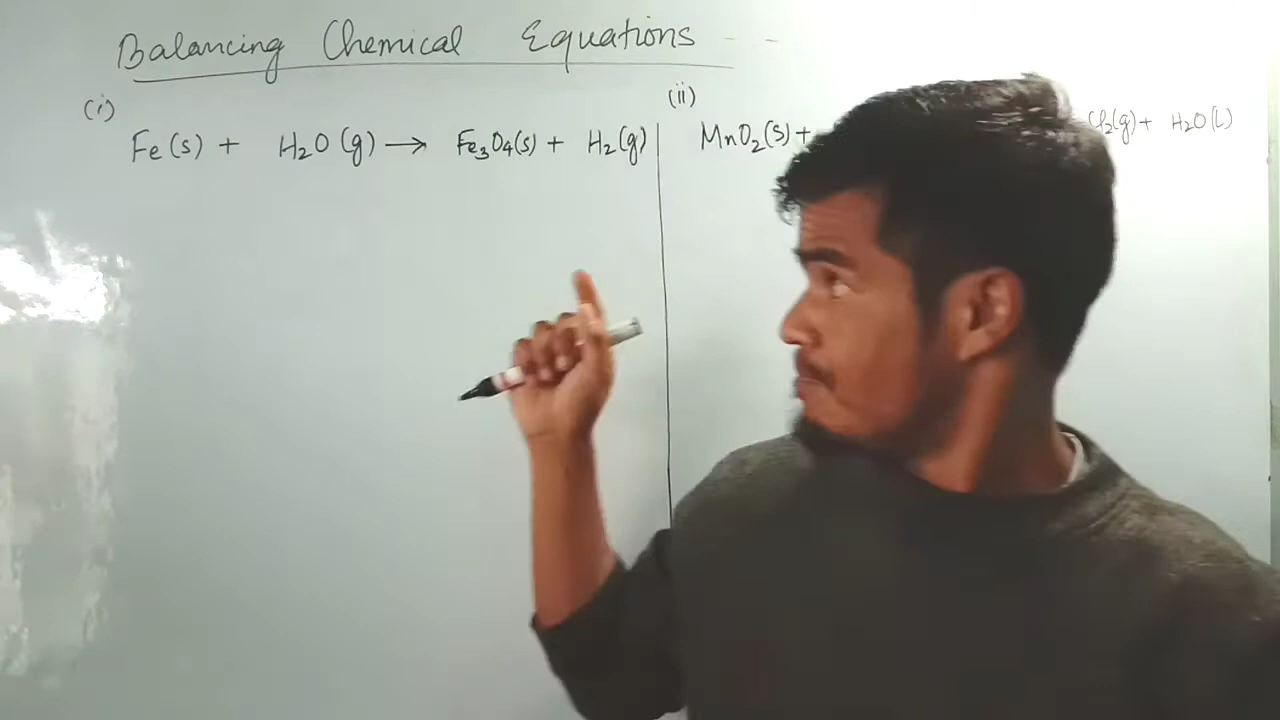 Balancing Chemical Equations - -
(i)
Fe(s) + H₂O(g) → Fe₃O₄(s) + H₂(g)
(ii)
MnO₂(s) + Cl₂(g) + H₂O(l)